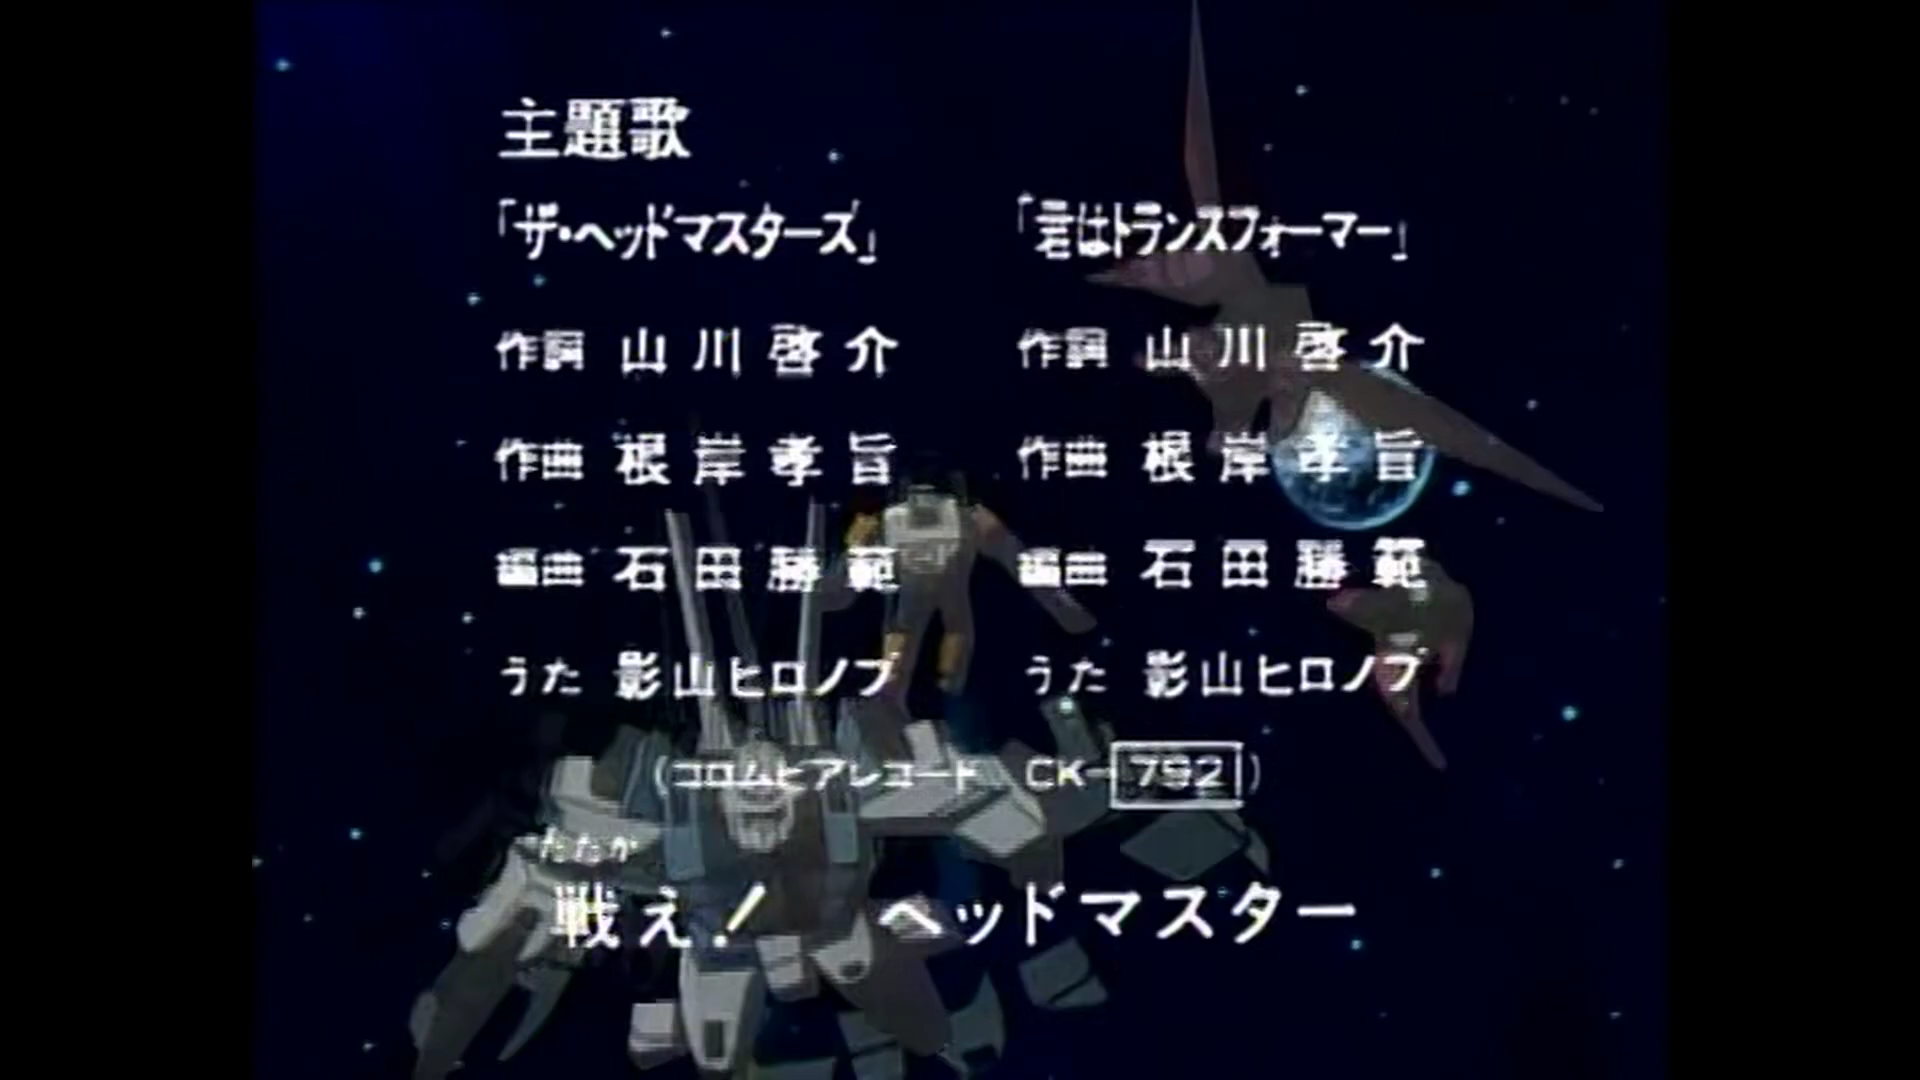 主題歌
「ザ・ヘッドマスターズ」 「君はトランスフォーマー」
作詞 山川啓介 作詞 山川啓介
作曲 根岸孝旨 作曲 根岸孝旨
編曲 石田勝範 編曲 石田勝範
うた 影山ヒロノブ うた 影山ヒロノブ
(コロムビアレコード CK-792)
たたか
戦え! ヘッドマスター